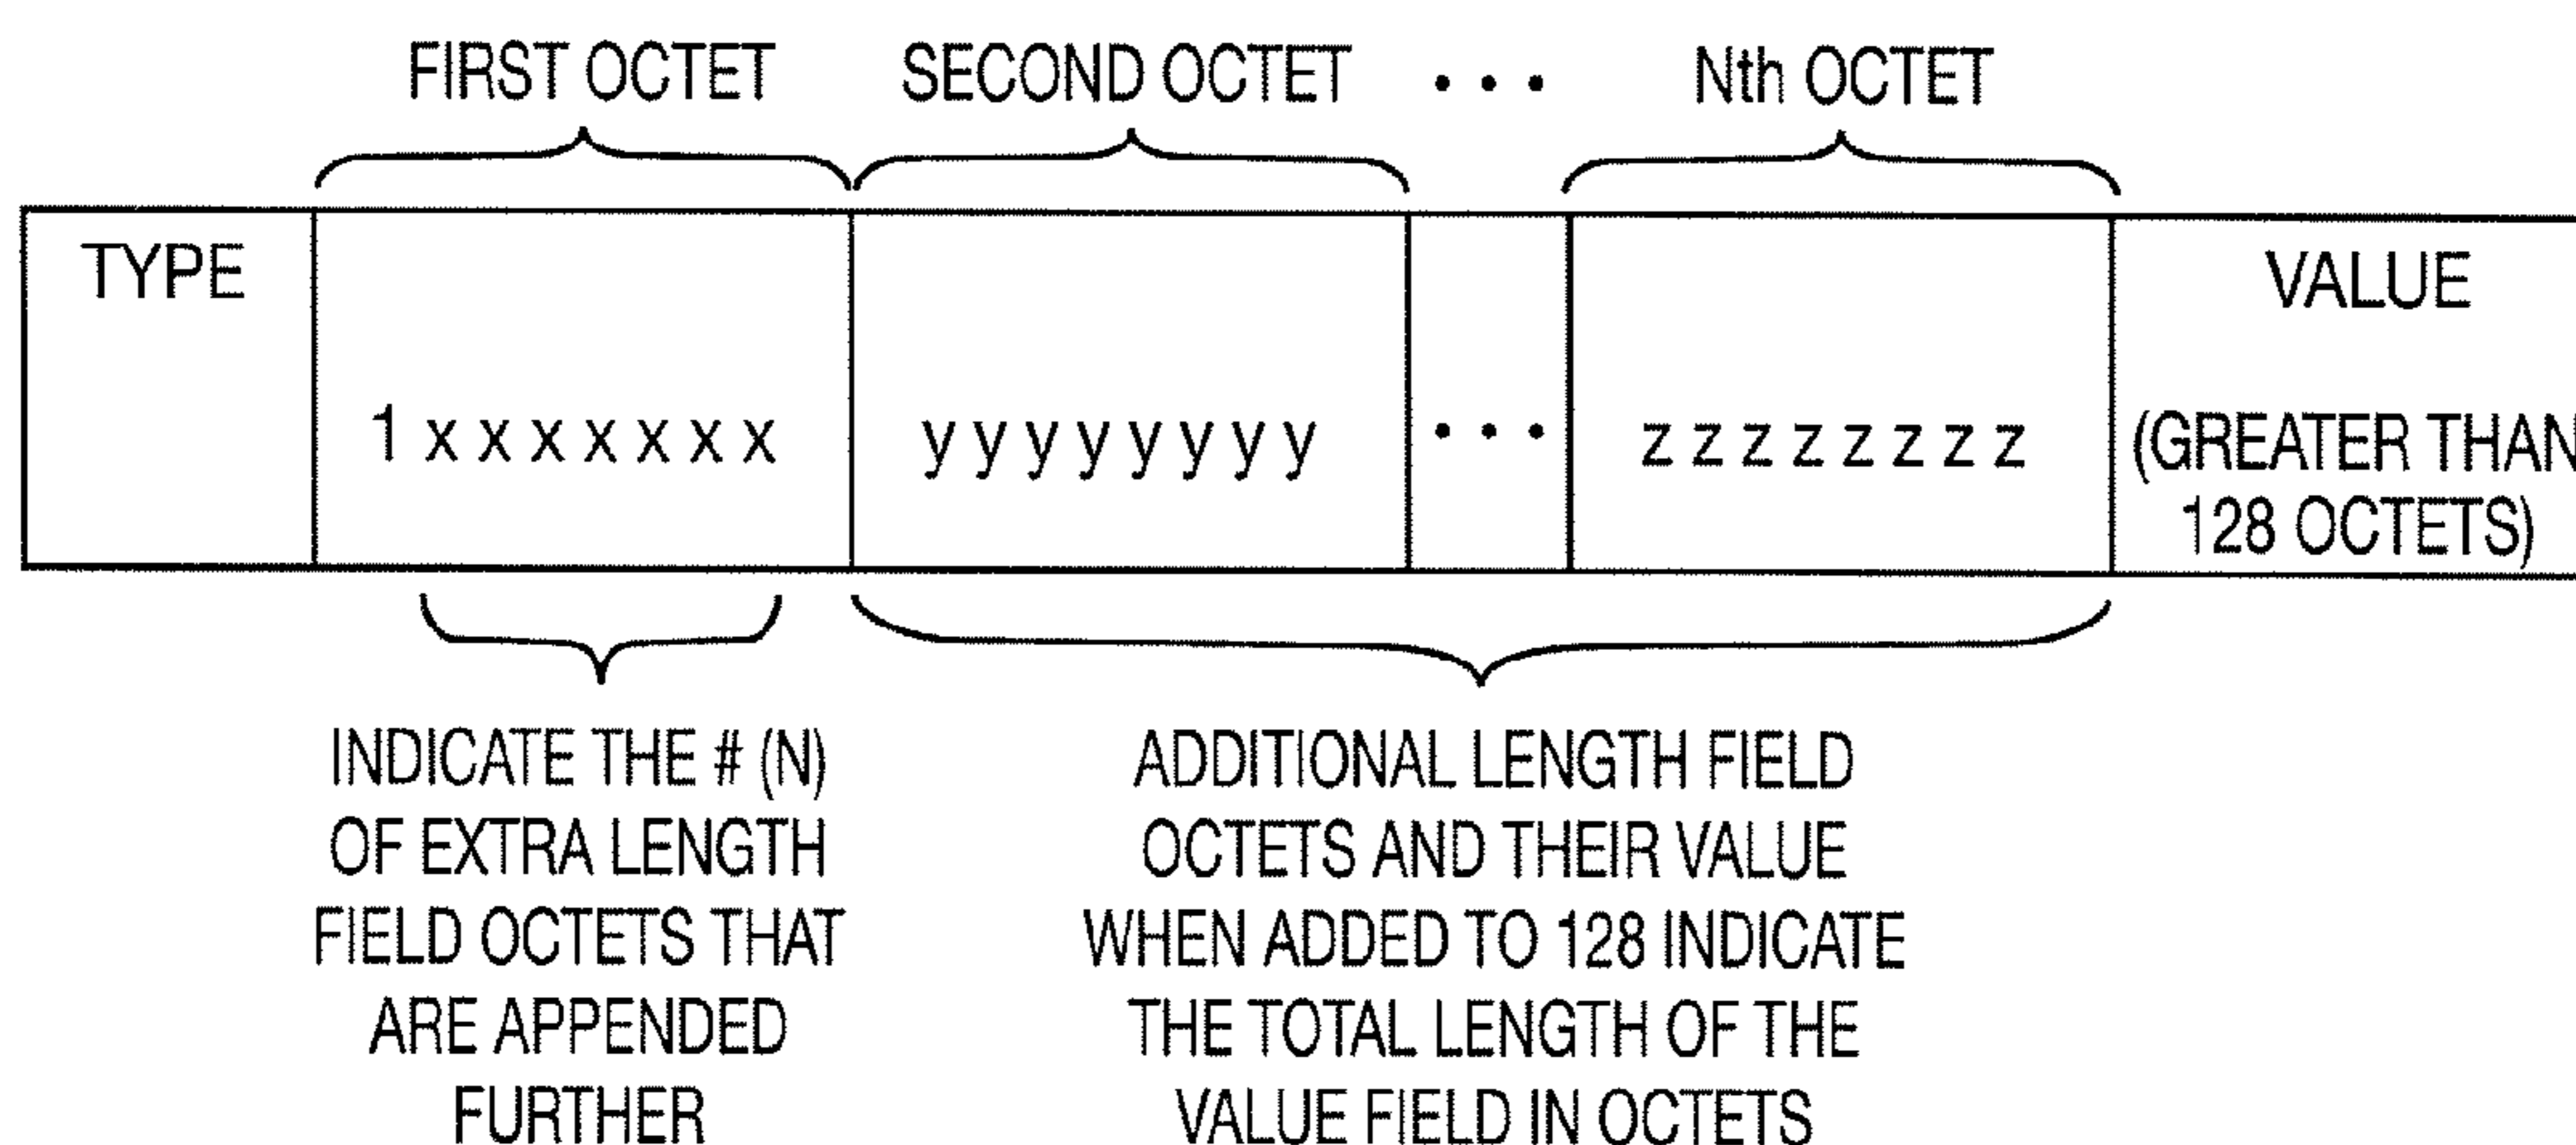 FIRST OCTET SECOND OCTET • • • Nth OCTET
TYPE VALUE
1 x x x x x x x y y y y y y y y • • • z z z z z z z z (GREATER THAN
128 OCTETS)
INDICATE THE # (N)
OF EXTRA LENGTH
FIELD OCTETS THAT
ARE APPENDED
FURTHER
ADDITIONAL LENGTH FIELD
OCTETS AND THEIR VALUE
WHEN ADDED TO 128 INDICATE
THE TOTAL LENGTH OF THE
VALUE FIELD IN OCTETS